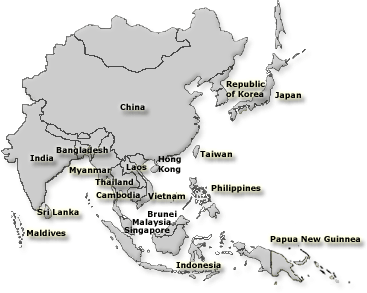 Republic
of Korea
Japan
China
Taiwan
Hong
Kong
Bangladesh
India
Laos
Myanmar
Thailand
Cambodia
Vietnam
Philippines
Sri Lanka
Brunei
Malaysia
Singapore
Maldives
Papua New Guinnea
Indonesia